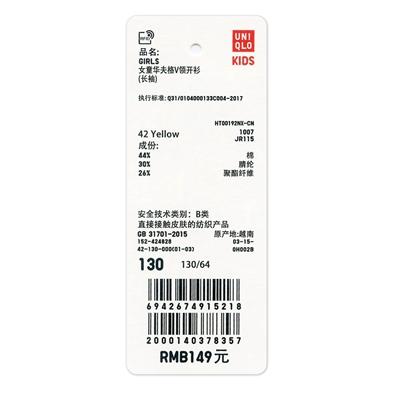 RFID
UNI
QLO
KIDS
品名:
GIRLS
女童华夫格V领开衫
(长袖)
执行标准: Q31/0104000133C004-2017
HT00192NX-CN
42 Yellow 1007
JR115
成份:
44% 棉
30% 腈纶
26% 聚酯纤维
安全技术类别: B类
直接接触皮肤的纺织产品
GB 31701-2015 原产地:越南
152-424828 03-15-
42-130-000(01-03) 0H002B
130 130/64
6942674915218
2000140378357
RMB149元